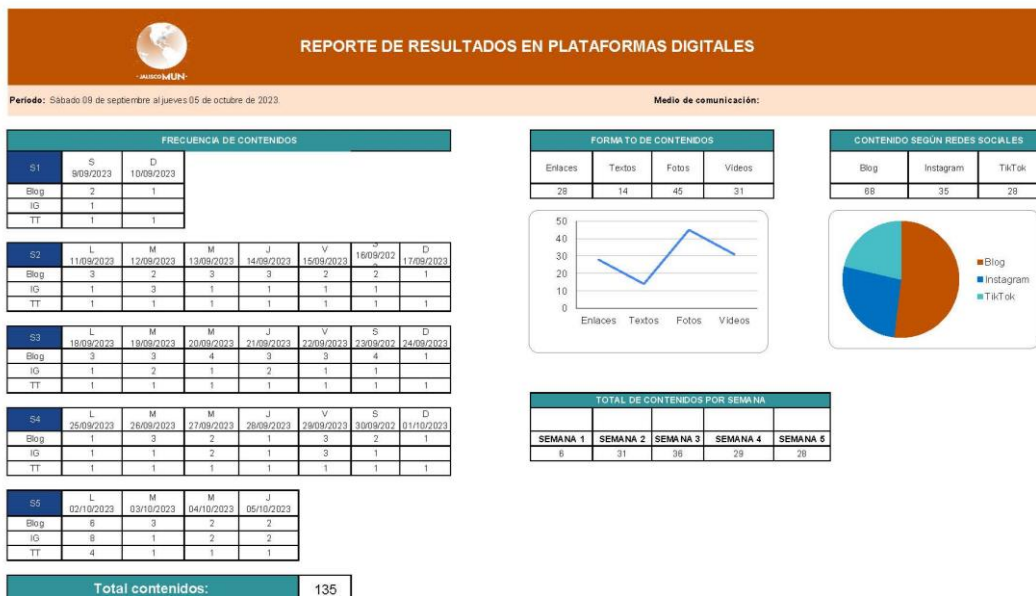 REPORTE DE RESULTADOS EN PLATAFORMAS DIGITALES
·JALISCOMUN·
Período: Sábado 09 de septiembre al jueves 05 de octubre de 2023.
Medio de comunicación:
FRECUENCIA DE CONTENIDOS
S1 S 9/09/2023 D 10/09/2023
Blog 2 1
IG 1
TT 1 1
S2 L 11/09/2023 M 12/09/2023 M 13/09/2023 J 14/09/2023 V 15/09/2023 16/09/202 D 17/09/2023
Blog 3 2 3 3 2 2 1
IG 1 3 1 1 1 1
TT 1 1 1 1 1 1 1
S3 L 18/09/2023 M 19/09/2023 M 20/09/2023 J 21/09/2023 V 22/09/2023 S 23/09/202 D 24/09/2023
Blog 3 3 4 3 3 4 1
IG 1 2 1 2 1 1
TT 1 1 1 1 1 1 1
S4 L 25/09/2023 M 26/09/2023 M 27/09/2023 J 28/09/2023 V 29/09/2023 S 30/09/202 D 01/10/2023
Blog 1 3 2 1 3 2 1
IG 1 1 2 1 3 1
TT 1 1 1 1 1 1 1
S5 L 02/10/2023 M 03/10/2023 M 04/10/2023 J 05/10/2023
Blog 6 3 2 2
IG 8 1 2 2
TT 4 1 1 1
Total contenidos: 135
FORMATO DE CONTENIDOS
Enlaces Textos Fotos Vídeos
28 14 45 31
50
40
30
20
10
0
Enlaces Textos Fotos Vídeos
CONTENIDO SEGÚN REDES SOCIALES
Blog Instagram TikTok
68 35 28
Blog
Instagram
TikTok
TOTAL DE CONTENIDOS POR SEMANA
SEMANA 1 SEMANA 2 SEMANA 3 SEMANA 4 SEMANA 5
6 31 36 29 28